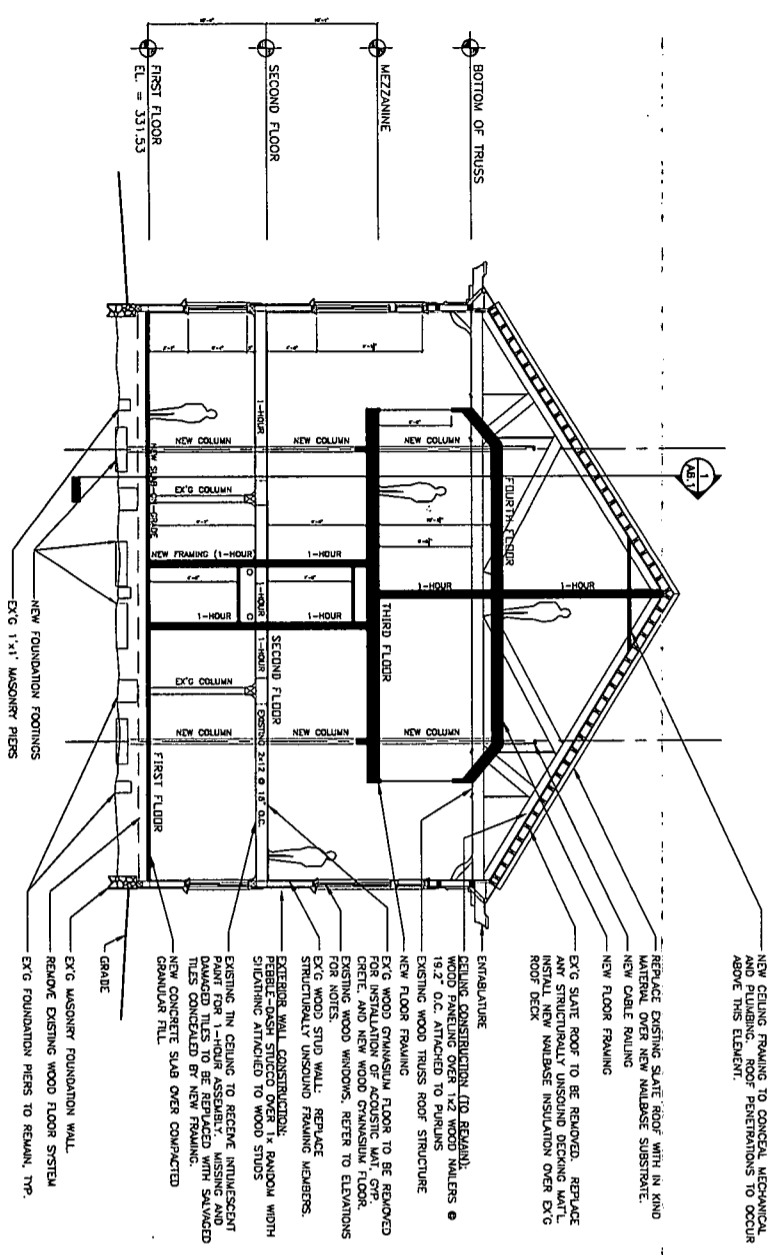 NEW CEILING FRAMING TO CONCEAL MECHANICAL
AND PLUMBING. ROOF PENETRATIONS TO OCCUR
ABOVE THIS ELEMENT.
REPLACE EXISTING SLATE ROOF WITH IN KIND
MATERIAL OVER NEW NAILBASE SUBSTRATE.
NEW CABLE RAILING
NEW FLOOR FRAMING
EX'G SLATE ROOF TO BE REMOVED. REPLACE
ANY STRUCTURALLY UNSOUND DECKING MAT'L.
INSTALL NEW NAILBASE INSULATION OVER EX'G
ROOF DECK
ENTABLATURE
CEILING CONSTRUCTION (TO REMAIN):
WOOD PANELING OVER 1x2 WOOD NAILERS @
19.2" O.C. ATTACHED TO PURLINS
EXISTING WOOD TRUSS ROOF STRUCTURE
NEW FLOOR FRAMING
EX'G WOOD GYMNASIUM FLOOR TO BE REMOVED
FOR INSTALLATION OF ACOUSTIC MAT, GYP.
CRETE, AND NEW WOOD GYMNASIUM FLOOR.
EXISTING WOOD WINDOWS. REFER TO ELEVATIONS
FOR NOTES.
EX'G WOOD STUD WALL: REPLACE
STRUCTURALLY UNSOUND FRAMING MEMBERS.
EXTERIOR WALL CONSTRUCTION:
PEBBLE-DASH STUCCO OVER 1x RANDOM WIDTH
SHEATHING ATTACHED TO WOOD STUDS
EXISTING TIN CEILING TO RECEIVE INTUMESCENT
PAINT FOR 1-HOUR ASSEMBLY. MISSING AND
DAMAGED TILES TO BE REPLACED WITH SALVAGED
TILES CONCEALED BY NEW FRAMING.
NEW CONCRETE SLAB OVER COMPACTED
GRANULAR FILL
GRADE
EX'G MASONRY FOUNDATION WALL
REMOVE EXISTING WOOD FLOOR SYSTEM
EX'G FOUNDATION PIERS TO REMAIN, TYP.
BOTTOM OF TRUSS
MEZZANINE
SECOND FLOOR
FIRST FLOOR
EL. = 331.53
1
A6.1
FOURTH FLOOR
1-HOUR
1-HOUR
NEW COLUMN
NEW COLUMN
THIRD FLOOR
NEW COLUMN
1-HOUR
1-HOUR
NEW COLUMN
1-HOUR
1-HOUR
SECOND FLOOR
1-HOUR
EXISTING 2x12 @ 16" O.C.
NEW COLUMN
EX'G COLUMN
NEW FRAMING (1-HOUR)
1-HOUR
EX'G COLUMN
NEW COLUMN
NEW SLAB-ON-GRADE
FIRST FLOOR
NEW FOUNDATION FOOTINGS
EX'G 1'x1' MASONRY PIERS